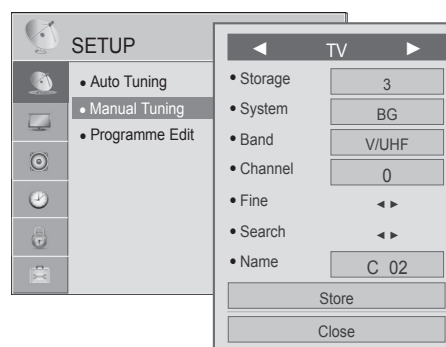 SETUP
• Auto Tuning
• Manual Tuning
• Programme Edit
◄ TV ►
• Storage 3
• System BG
• Band V/UHF
• Channel 0
• Fine ◄ ►
• Search ◄ ►
• Name C 02
Store
Close